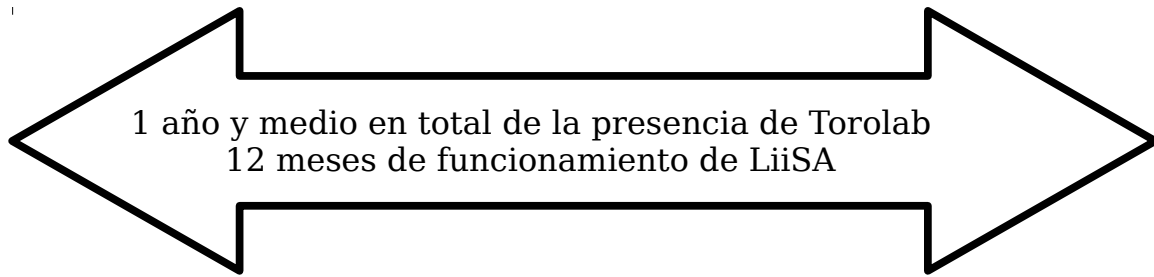 1 año y medio en total de la presencia de Torolab
12 meses de funcionamiento de LiiSA